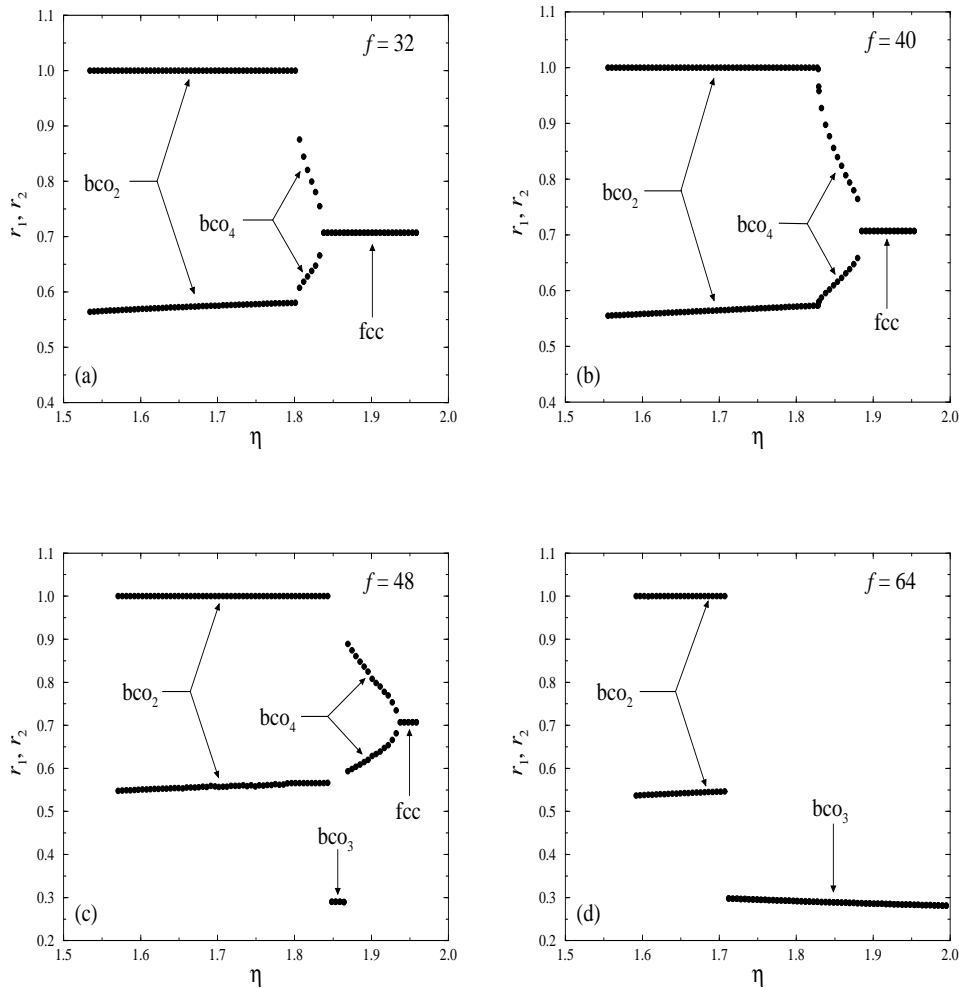 f = 32
1.1
1.0
0.9
0.8
0.7
0.6
0.5
0.4
r₁, r₂
bco₂
bco₄
fcc
(a)
1.5 1.6 1.7 1.8 1.9 2.0
η
f = 40
1.1
1.0
0.9
0.8
0.7
0.6
0.5
0.4
r₁, r₂
bco₂
bco₄
fcc
(b)
1.5 1.6 1.7 1.8 1.9 2.0
η
f = 48
1.1
1.0
0.9
0.8
0.7
0.6
0.5
0.4
0.3
0.2
r₁, r₂
bco₂
bco₄
fcc
bco₃
(c)
1.5 1.6 1.7 1.8 1.9 2.0
η
f = 64
1.1
1.0
0.9
0.8
0.7
0.6
0.5
0.4
0.3
0.2
r₁, r₂
bco₂
bco₃
(d)
1.5 1.6 1.7 1.8 1.9 2.0
η